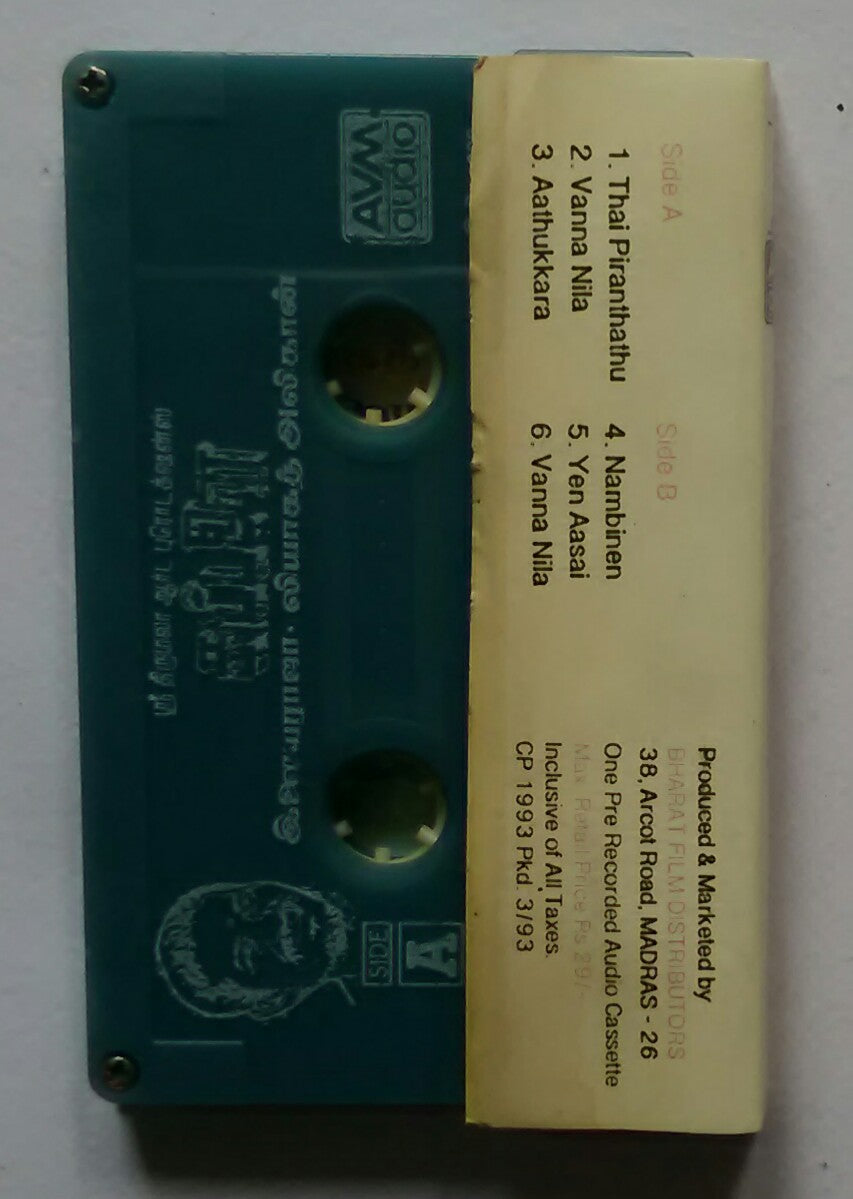 Side A
1. Thai Piranthathu
2. Vanna Nila
3. Aathukkara
Side B
4. Nambinen
5. Yen Aasai
6. Vanna Nila
Produced & Marketed by
BHARAT FILM DISTRIBUTORS
38, Arcot Road, MADRAS - 26
One Pre Recorded Audio Cassette
Max Retail Price Rs 29/-
Inclusive of All Taxes.
CP 1993 Pkd. 3/93
AVM
audio
A
SIDE